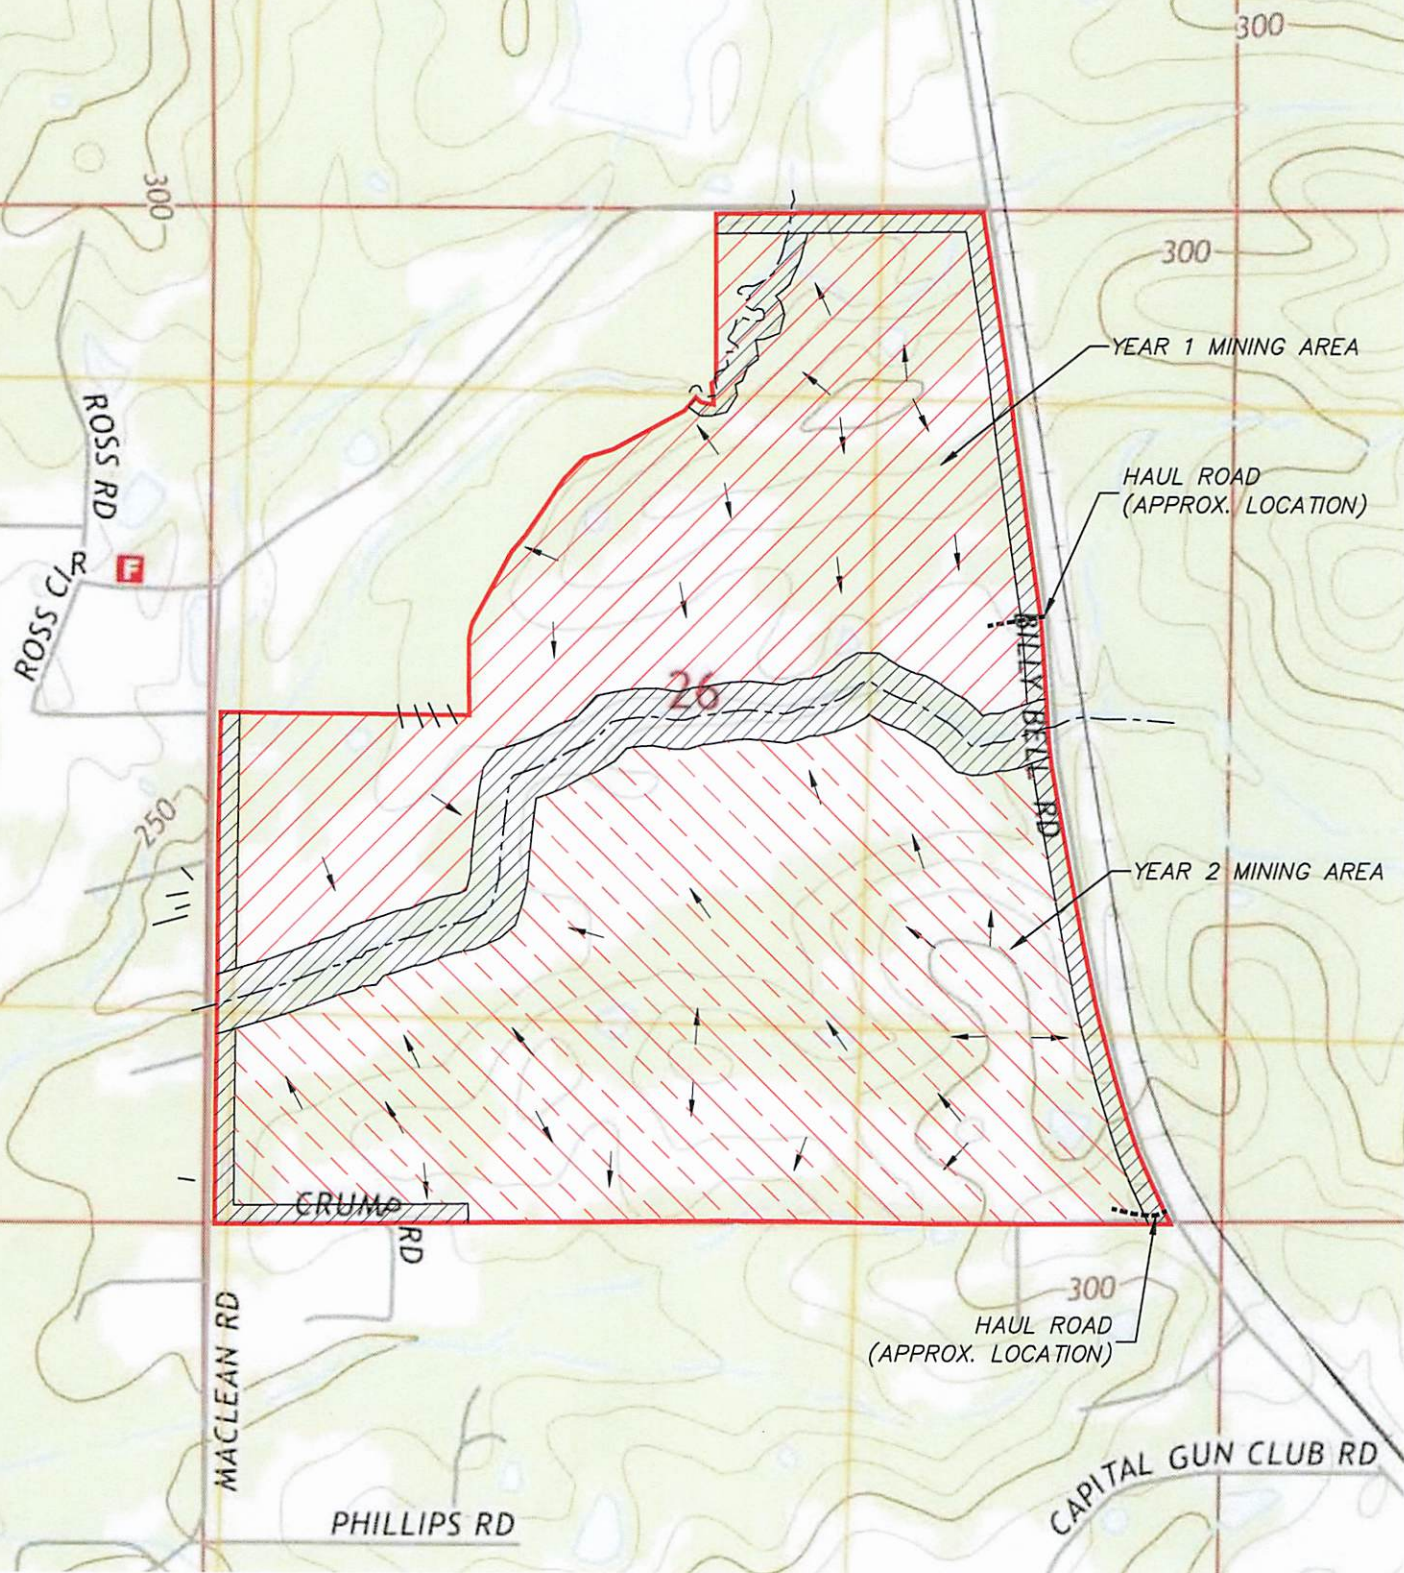 300
300
300
YEAR 1 MINING AREA
ROSS RD
HAUL ROAD
(APPROX. LOCATION)
F
ROSS CIR
BILLY BELL RD
26
250
YEAR 2 MINING AREA
CRUMP RD
300
HAUL ROAD
(APPROX. LOCATION)
MACLEAN RD
CAPITAL GUN CLUB RD
PHILLIPS RD